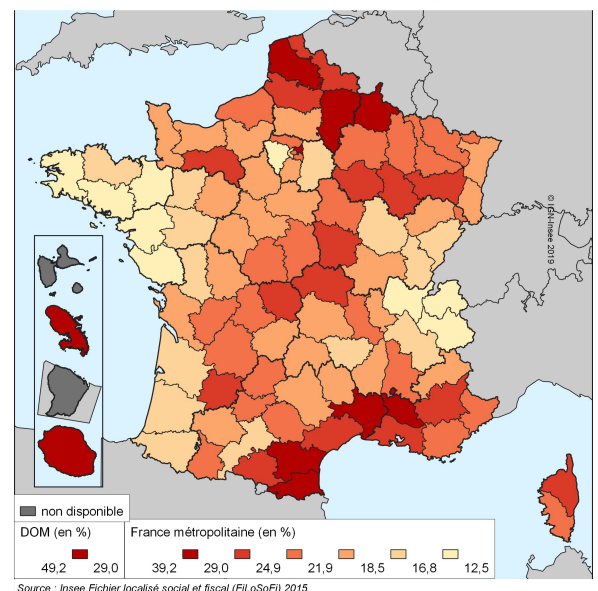 © IGN-Insee 2019
non disponible
DOM (en %)
49,2 29,0
France métropolitaine (en %)
39,2 29,0 24,9 21,9 18,5 16,8 12,5
Source : Insee Fichier localisé social et fiscal (FiLoSoFi) 2015